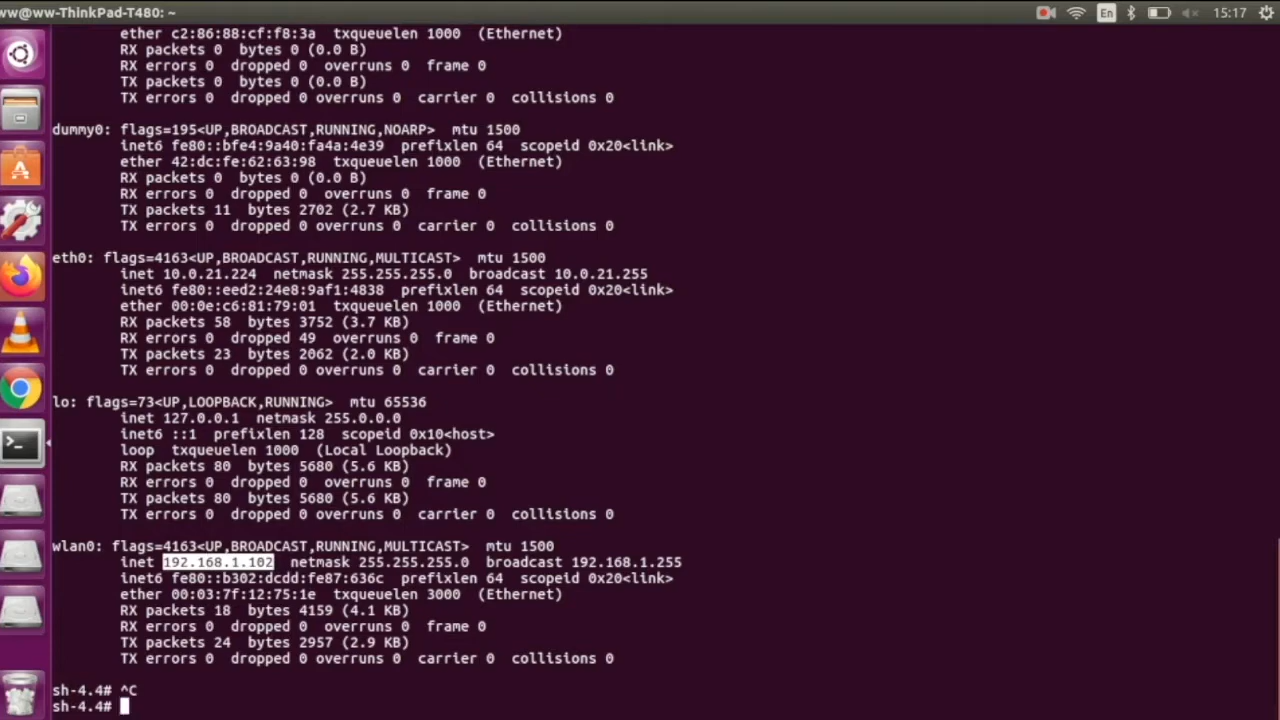 ww@ww-ThinkPad-T480: ~
En
15:17
ether c2:86:88:cf:f8:3a  txqueuelen 1000  (Ethernet)
RX packets 0  bytes 0 (0.0 B)
RX errors 0  dropped 0  overruns 0  frame 0
TX packets 0  bytes 0 (0.0 B)
TX errors 0  dropped 0 overruns 0  carrier 0  collisions 0
dummy0: flags=195<UP,BROADCAST,RUNNING,NOARP>  mtu 1500
inet6 fe80::bfe4:9a40:fa4a:4e39  prefixlen 64  scopeid 0x20<link>
ether 42:dc:fe:62:63:98  txqueuelen 1000  (Ethernet)
RX packets 0  bytes 0 (0.0 B)
RX errors 0  dropped 0  overruns 0  frame 0
TX packets 11  bytes 2702 (2.7 KB)
TX errors 0  dropped 0 overruns 0  carrier 0  collisions 0
eth0: flags=4163<UP,BROADCAST,RUNNING,MULTICAST>  mtu 1500
inet 10.0.21.224  netmask 255.255.255.0  broadcast 10.0.21.255
inet6 fe80::eed2:24e8:9af1:4838  prefixlen 64  scopeid 0x20<link>
ether 00:0e:c6:81:79:01  txqueuelen 1000  (Ethernet)
RX packets 58  bytes 3752 (3.7 KB)
RX errors 0  dropped 49  overruns 0  frame 0
TX packets 23  bytes 2062 (2.0 KB)
TX errors 0  dropped 0 overruns 0  carrier 0  collisions 0
lo: flags=73<UP,LOOPBACK,RUNNING>  mtu 65536
inet 127.0.0.1  netmask 255.0.0.0
inet6 ::1  prefixlen 128  scopeid 0x10<host>
loop  txqueuelen 1000  (Local Loopback)
RX packets 80  bytes 5680 (5.6 KB)
RX errors 0  dropped 0  overruns 0  frame 0
TX packets 80  bytes 5680 (5.6 KB)
TX errors 0  dropped 0 overruns 0  carrier 0  collisions 0
wlan0: flags=4163<UP,BROADCAST,RUNNING,MULTICAST>  mtu 1500
inet 192.168.1.102  netmask 255.255.255.0  broadcast 192.168.1.255
inet6 fe80::b302:dcdd:fe87:636c  prefixlen 64  scopeid 0x20<link>
ether 00:03:7f:12:75:1e  txqueuelen 3000  (Ethernet)
RX packets 18  bytes 4159 (4.1 KB)
RX errors 0  dropped 0  overruns 0  frame 0
TX packets 24  bytes 2957 (2.9 KB)
TX errors 0  dropped 0 overruns 0  carrier 0  collisions 0
sh-4.4# ^C
sh-4.4#